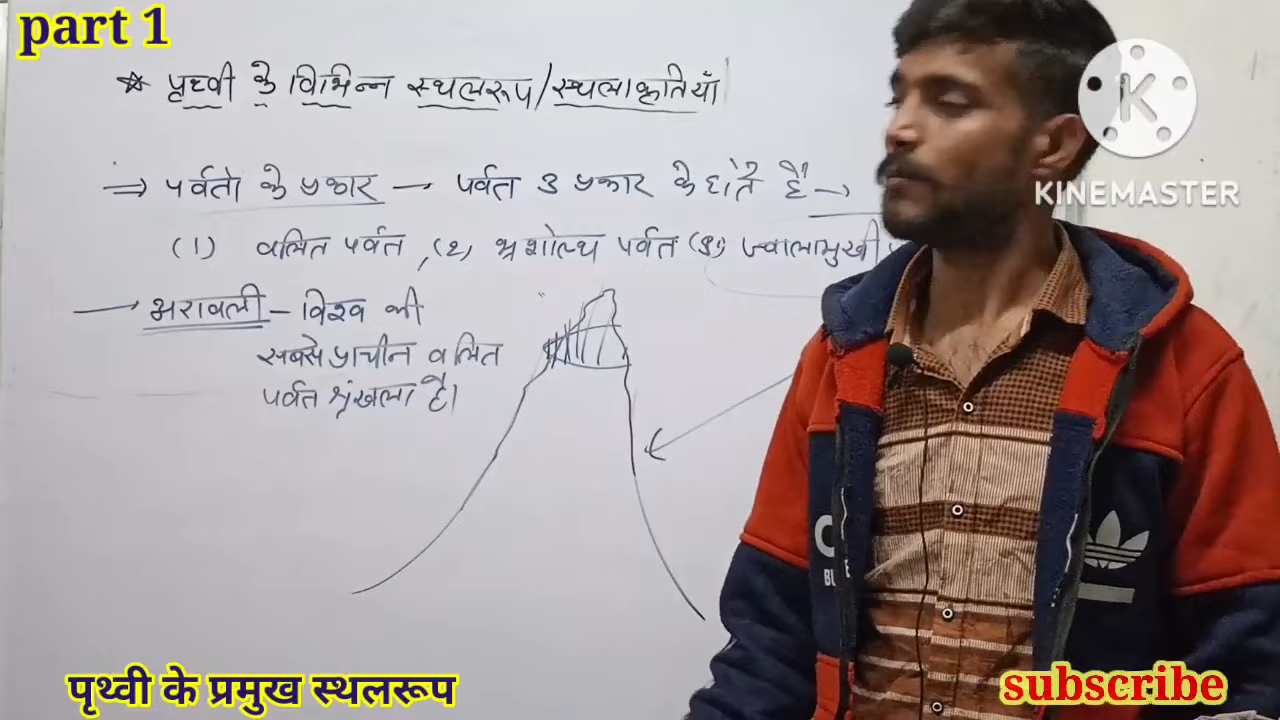 part 1
☆ पृथ्वी के विभिन्न स्थलरूप/स्थलाकृतियाँ
⇒ पर्वतो के प्रकार — पर्वत 3 प्रकार के होते है →
(1) वलित पर्वत , (2) भ्रंशोत्थ पर्वत (3) ज्वालामुखी
→ अरावली – विश्व की
सबसे प्राचीन वलित
पर्वत श्रृंखला है।
KINEMASTER
पृथ्वी के प्रमुख स्थलरूप
subscribe